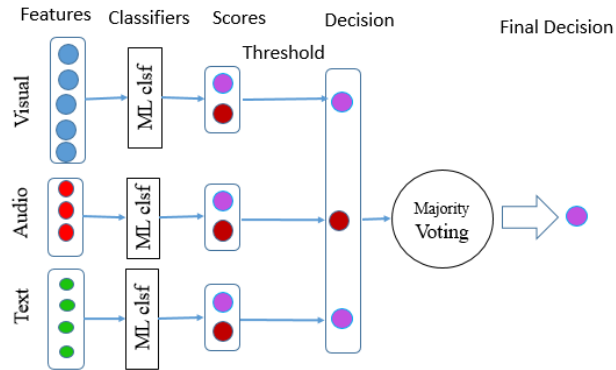 Features
Classifiers
Scores
Decision
Final Decision
Threshold
Visual
ML clsf
Audio
ML clsf
Majority
Voting
Text
ML clsf